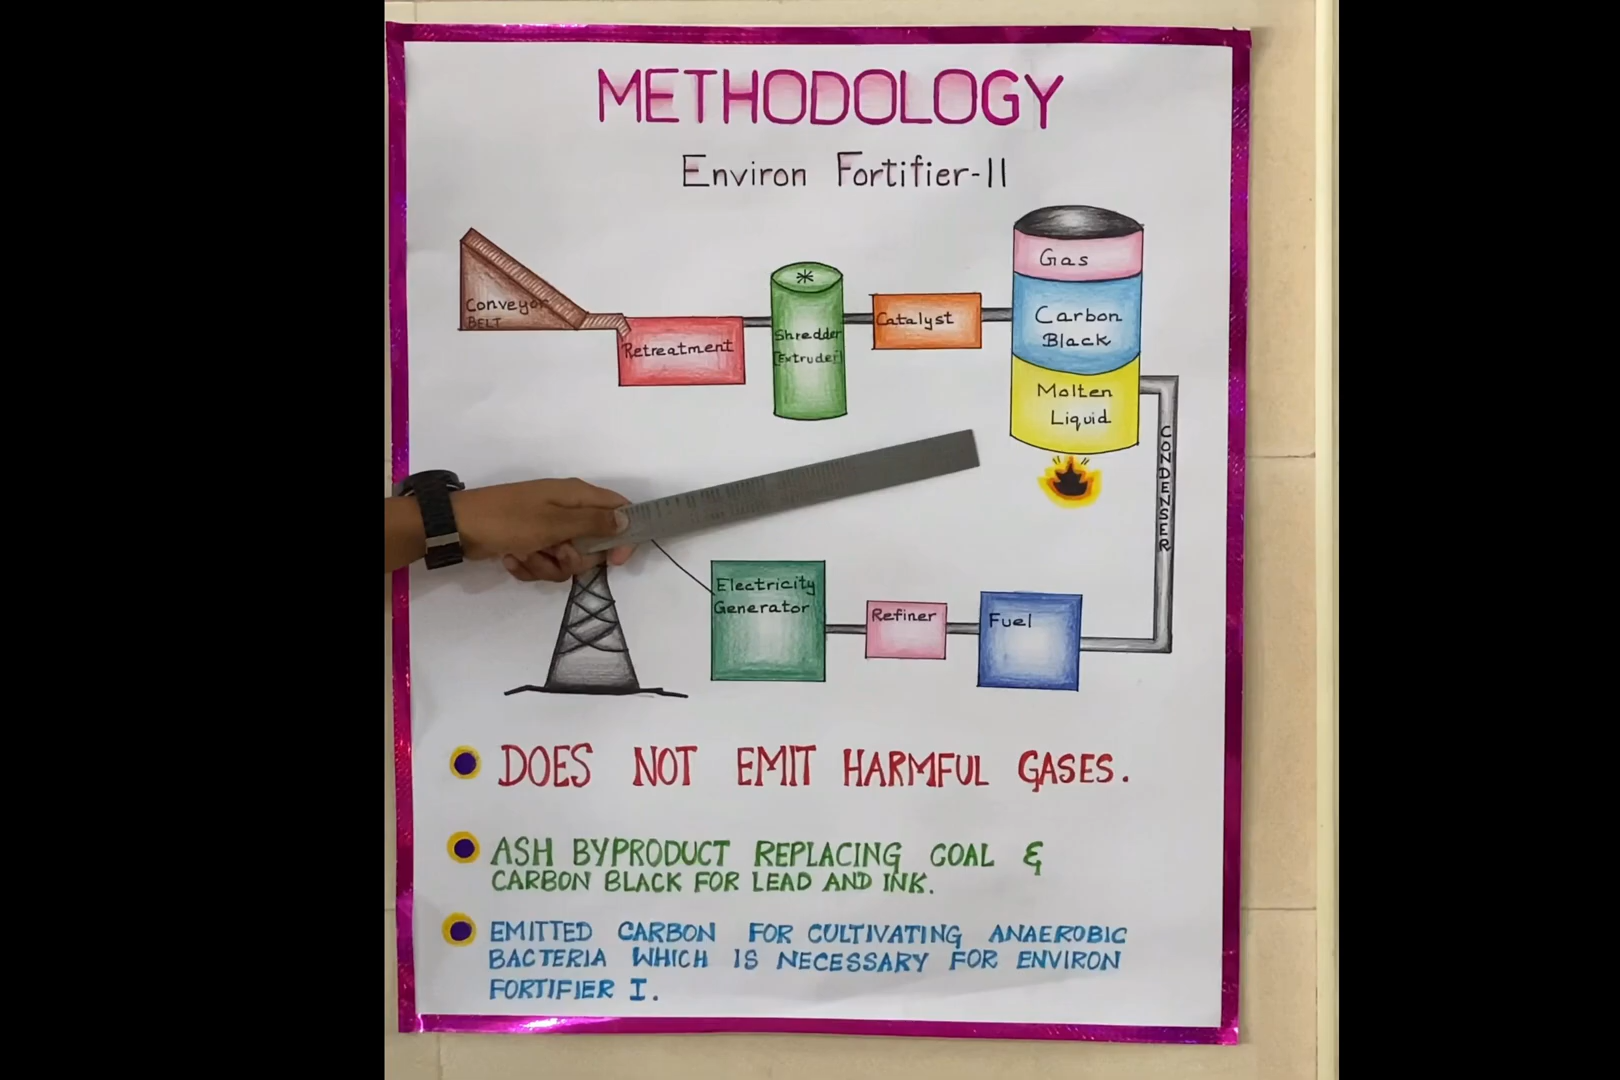 METHODOLOGY
Environ Fortifier-II
Gas
Conveyor
BELT
Retreatment
Shredder
[Extruder]
Catalyst
Carbon
Black
Molten
Liquid
CONDENSER
Electricity
Generator
Refiner
Fuel
DOES NOT EMIT HARMFUL GASES.
ASH BYPRODUCT REPLACING COAL &
CARBON BLACK FOR LEAD AND INK.
EMITTED CARBON FOR CULTIVATING ANAEROBIC
BACTERIA WHICH IS NECESSARY FOR ENVIRON
FORTIFIER I.